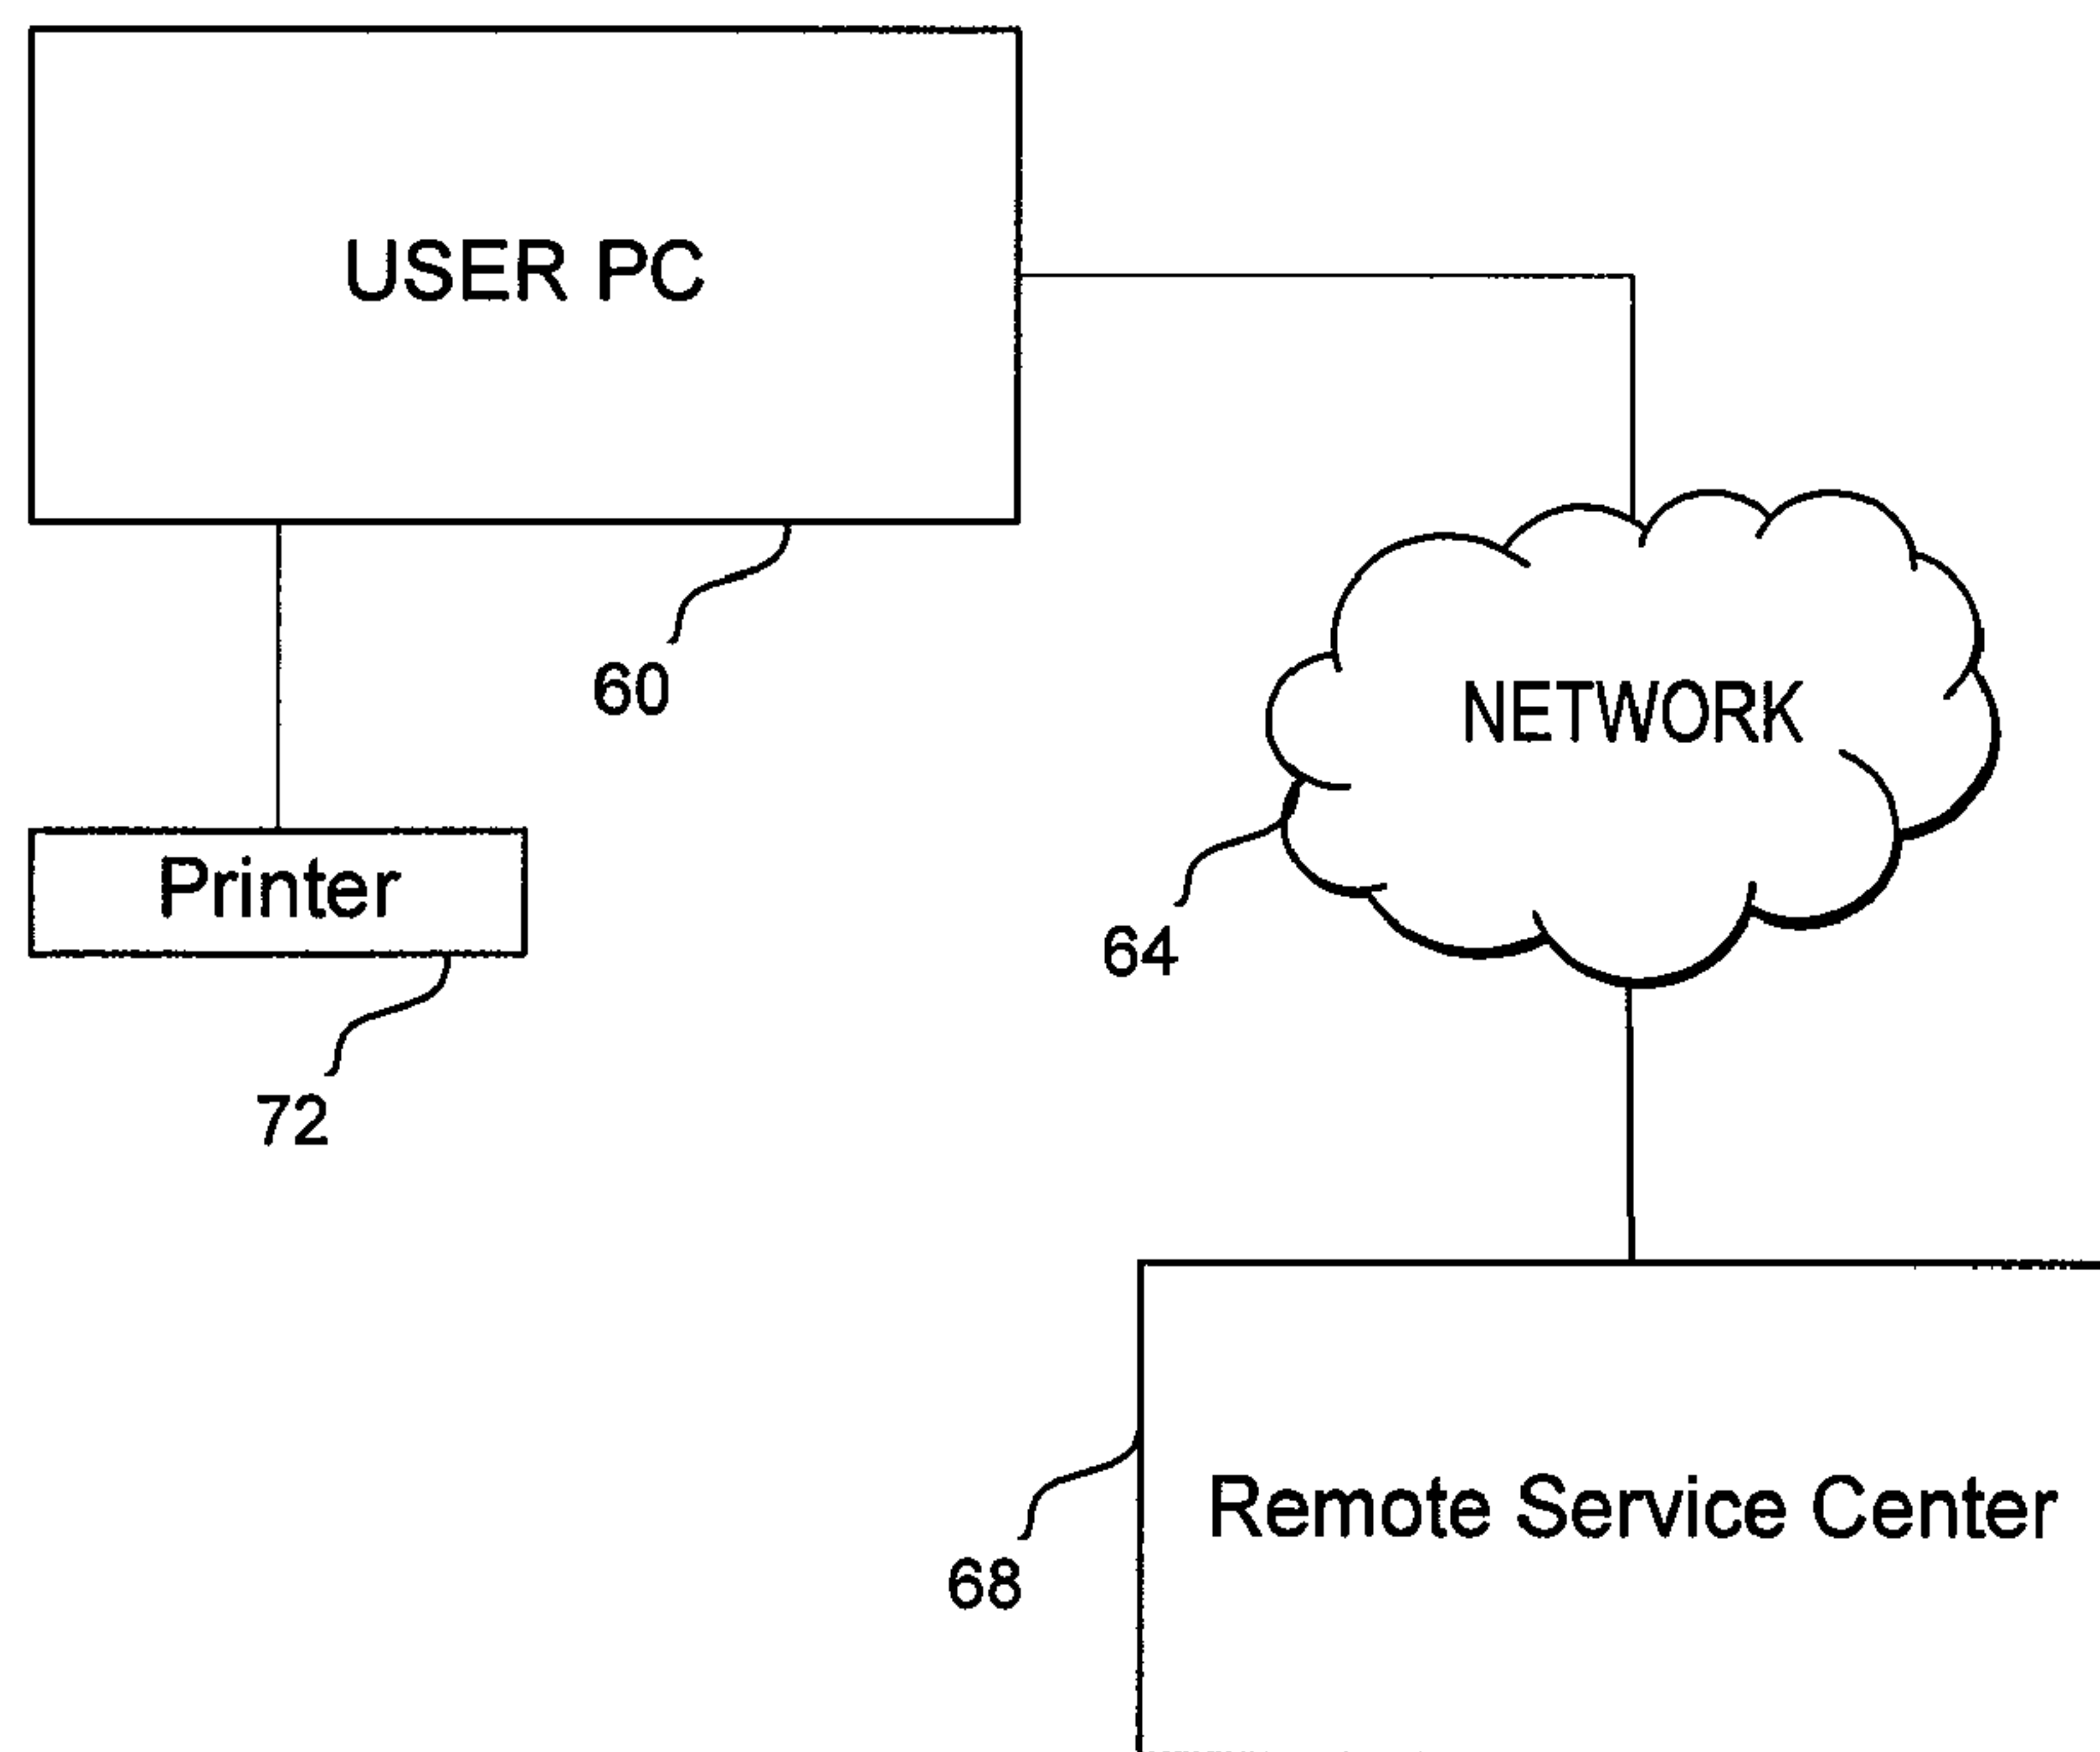 USER PC
60
NETWORK
Printer
64
72
Remote Service Center
68